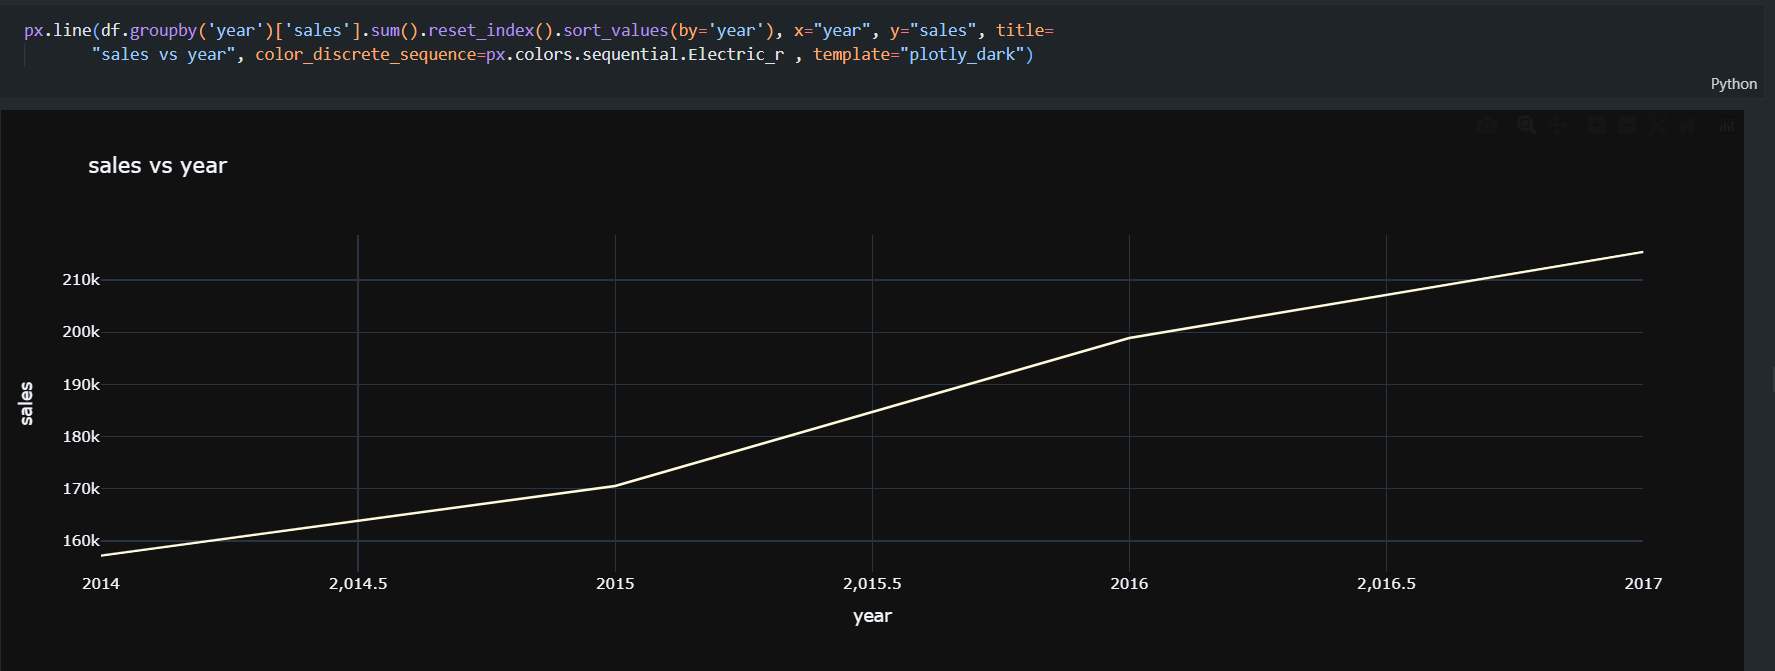 px.line(df.groupby('year')['sales'].sum().reset_index().sort_values(by='year'), x="year", y="sales", title=
"sales vs year", color_discrete_sequence=px.colors.sequential.Electric_r , template="plotly_dark")
Python
sales vs year
210k
200k
190k
180k
170k
160k
sales
2014 2,014.5 2015 2,015.5 2016 2,016.5 2017
year